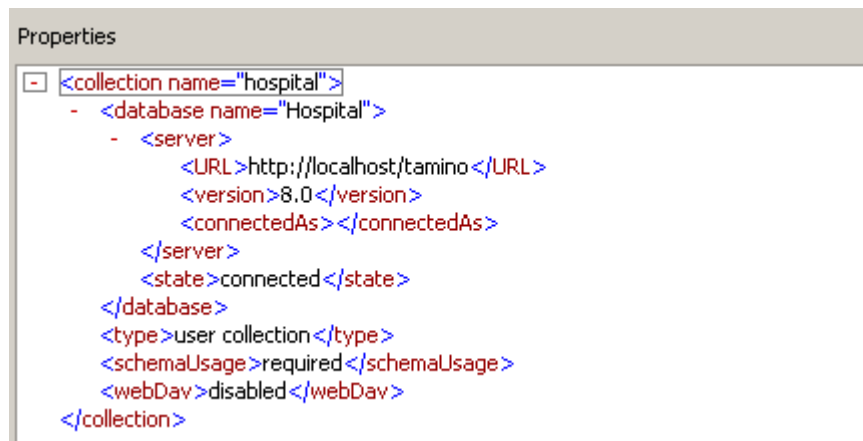 Properties
- <collection name="hospital">
- <database name="Hospital">
- <server>
<URL>http://localhost/tamino</URL>
<version>8.0</version>
<connectedAs></connectedAs>
</server>
<state>connected</state>
</database>
<type>user collection</type>
<schemaUsage>required</schemaUsage>
<webDav>disabled</webDav>
</collection>